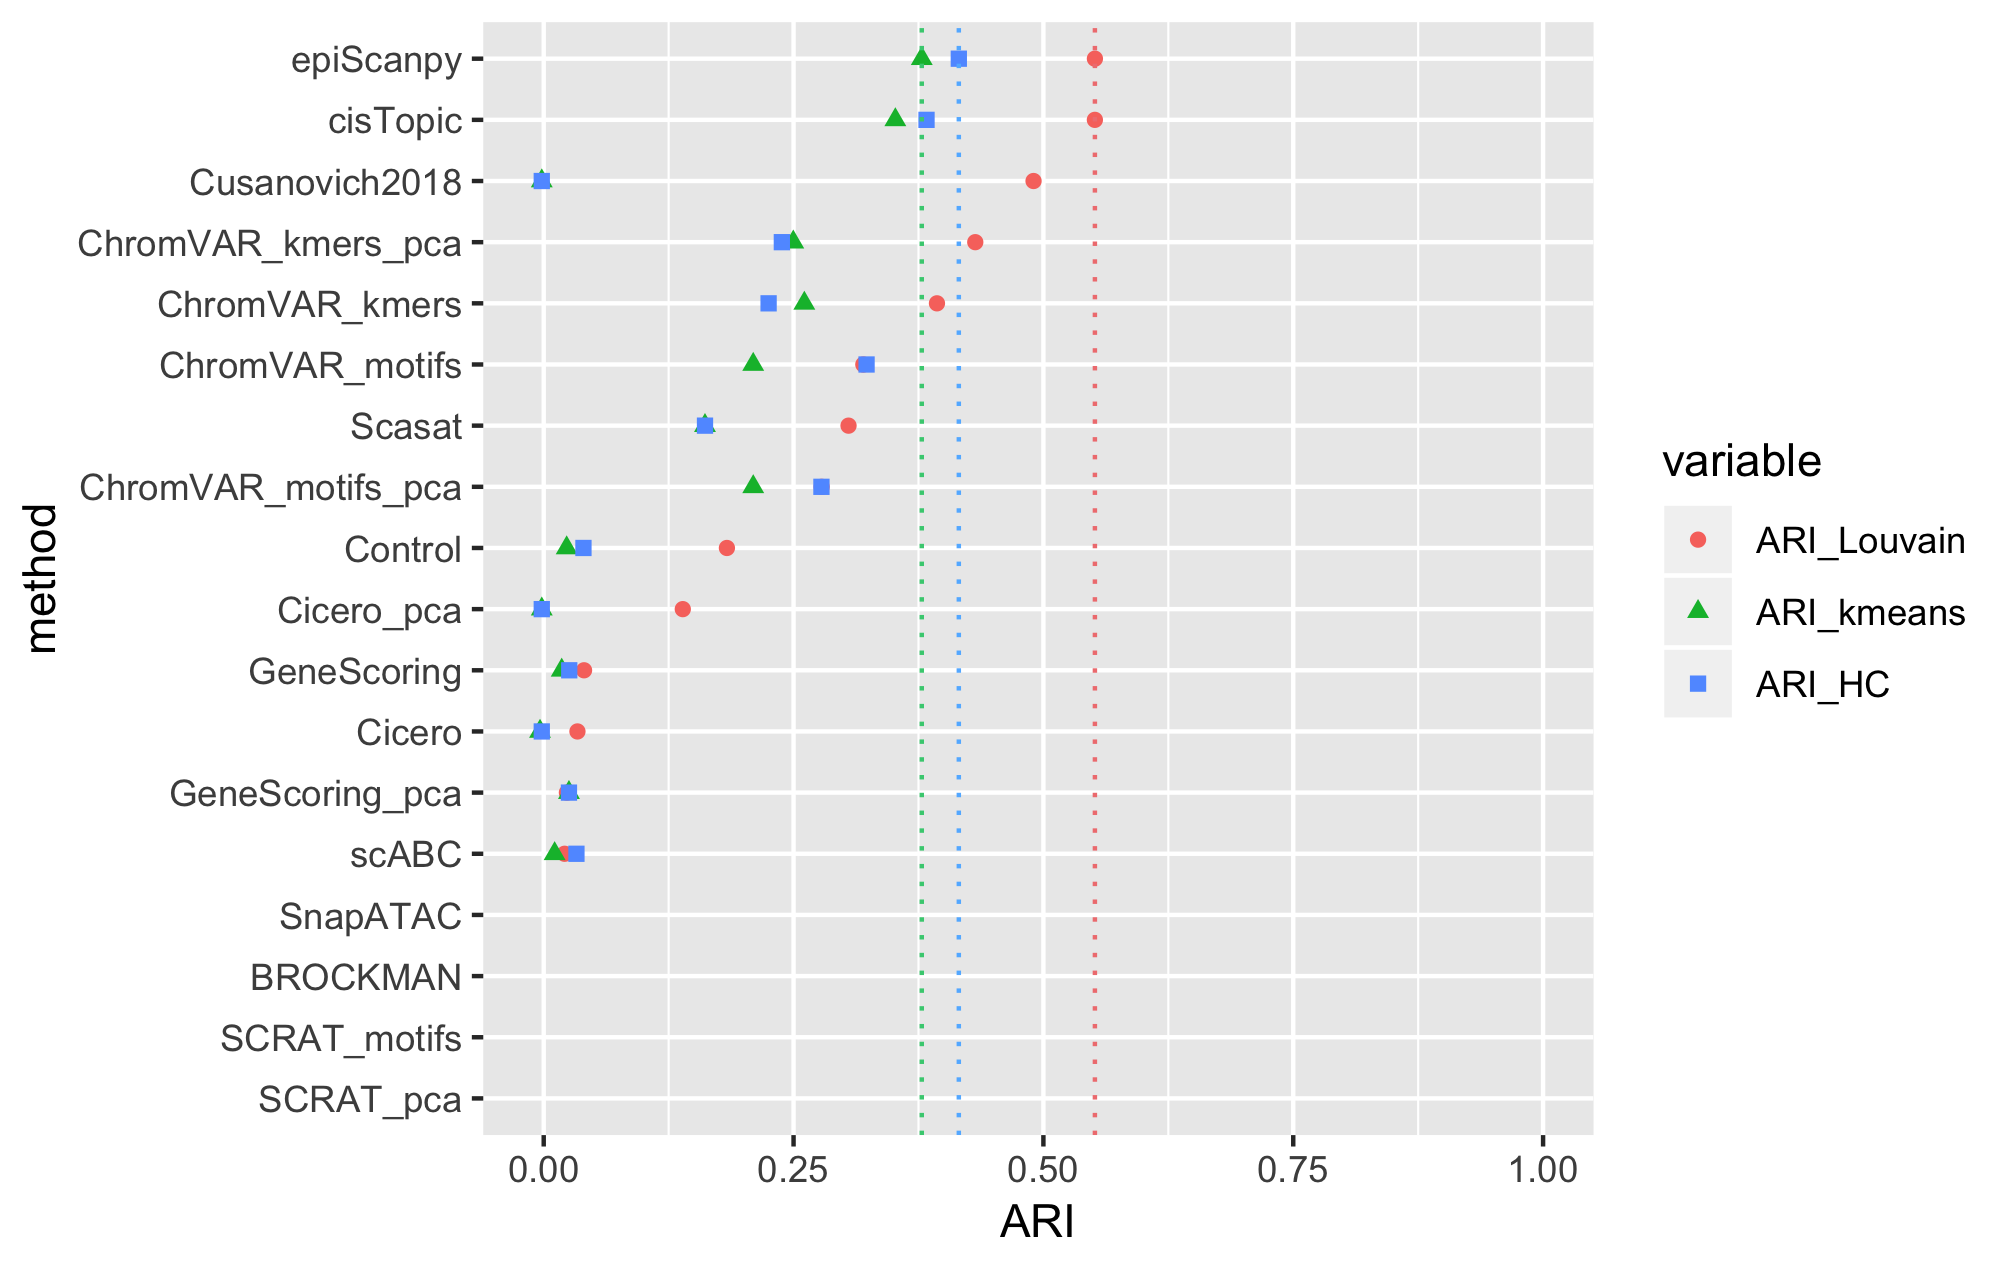 epiScanpy
cisTopic
Cusanovich2018
ChromVAR_kmers_pca
ChromVAR_kmers
ChromVAR_motifs
Scasat
ChromVAR_motifs_pca
Control
Cicero_pca
GeneScoring
Cicero
GeneScoring_pca
scABC
SnapATAC
BROCKMAN
SCRAT_motifs
SCRAT_pca
method
0.00 0.25 0.50 0.75 1.00
ARI
variable
ARI_Louvain
ARI_kmeans
ARI_HC